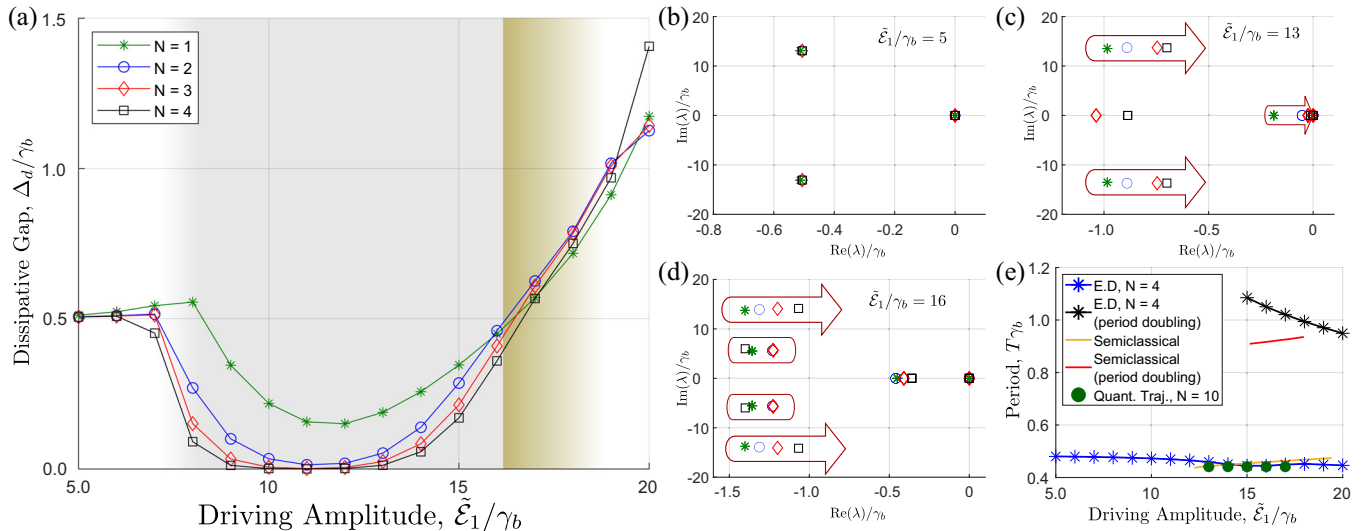 (a)
1.5
1.0
0.5
0.0
Dissipative Gap, Δ_d/γ_b
N = 1
N = 2
N = 3
N = 4
5.0 10 15 20
Driving Amplitude, Ẽ₁/γ_b
(b)
Ẽ₁/γ_b = 5
20
10
0
-10
-20
Im(λ)/γ_b
-0.8 -0.6 -0.4 -0.2 0
Re(λ)/γ_b
(c)
Ẽ₁/γ_b = 13
20
10
0
-10
-20
Im(λ)/γ_b
-1.0 -0.5 0
Re(λ)/γ_b
(d)
Ẽ₁/γ_b = 16
20
10
0
-10
-20
Im(λ)/γ_b
-1.5 -1.0 -0.5 0
Re(λ)/γ_b
(e)
1.2
1.0
0.8
0.6
0.4
Period, Tγ_b
E.D, N = 4
E.D, N = 4
(period doubling)
Semiclassical
Semiclassical
(period doubling)
Quant. Traj., N = 10
5.0 10 15 20
Driving Amplitude, Ẽ₁/γ_b